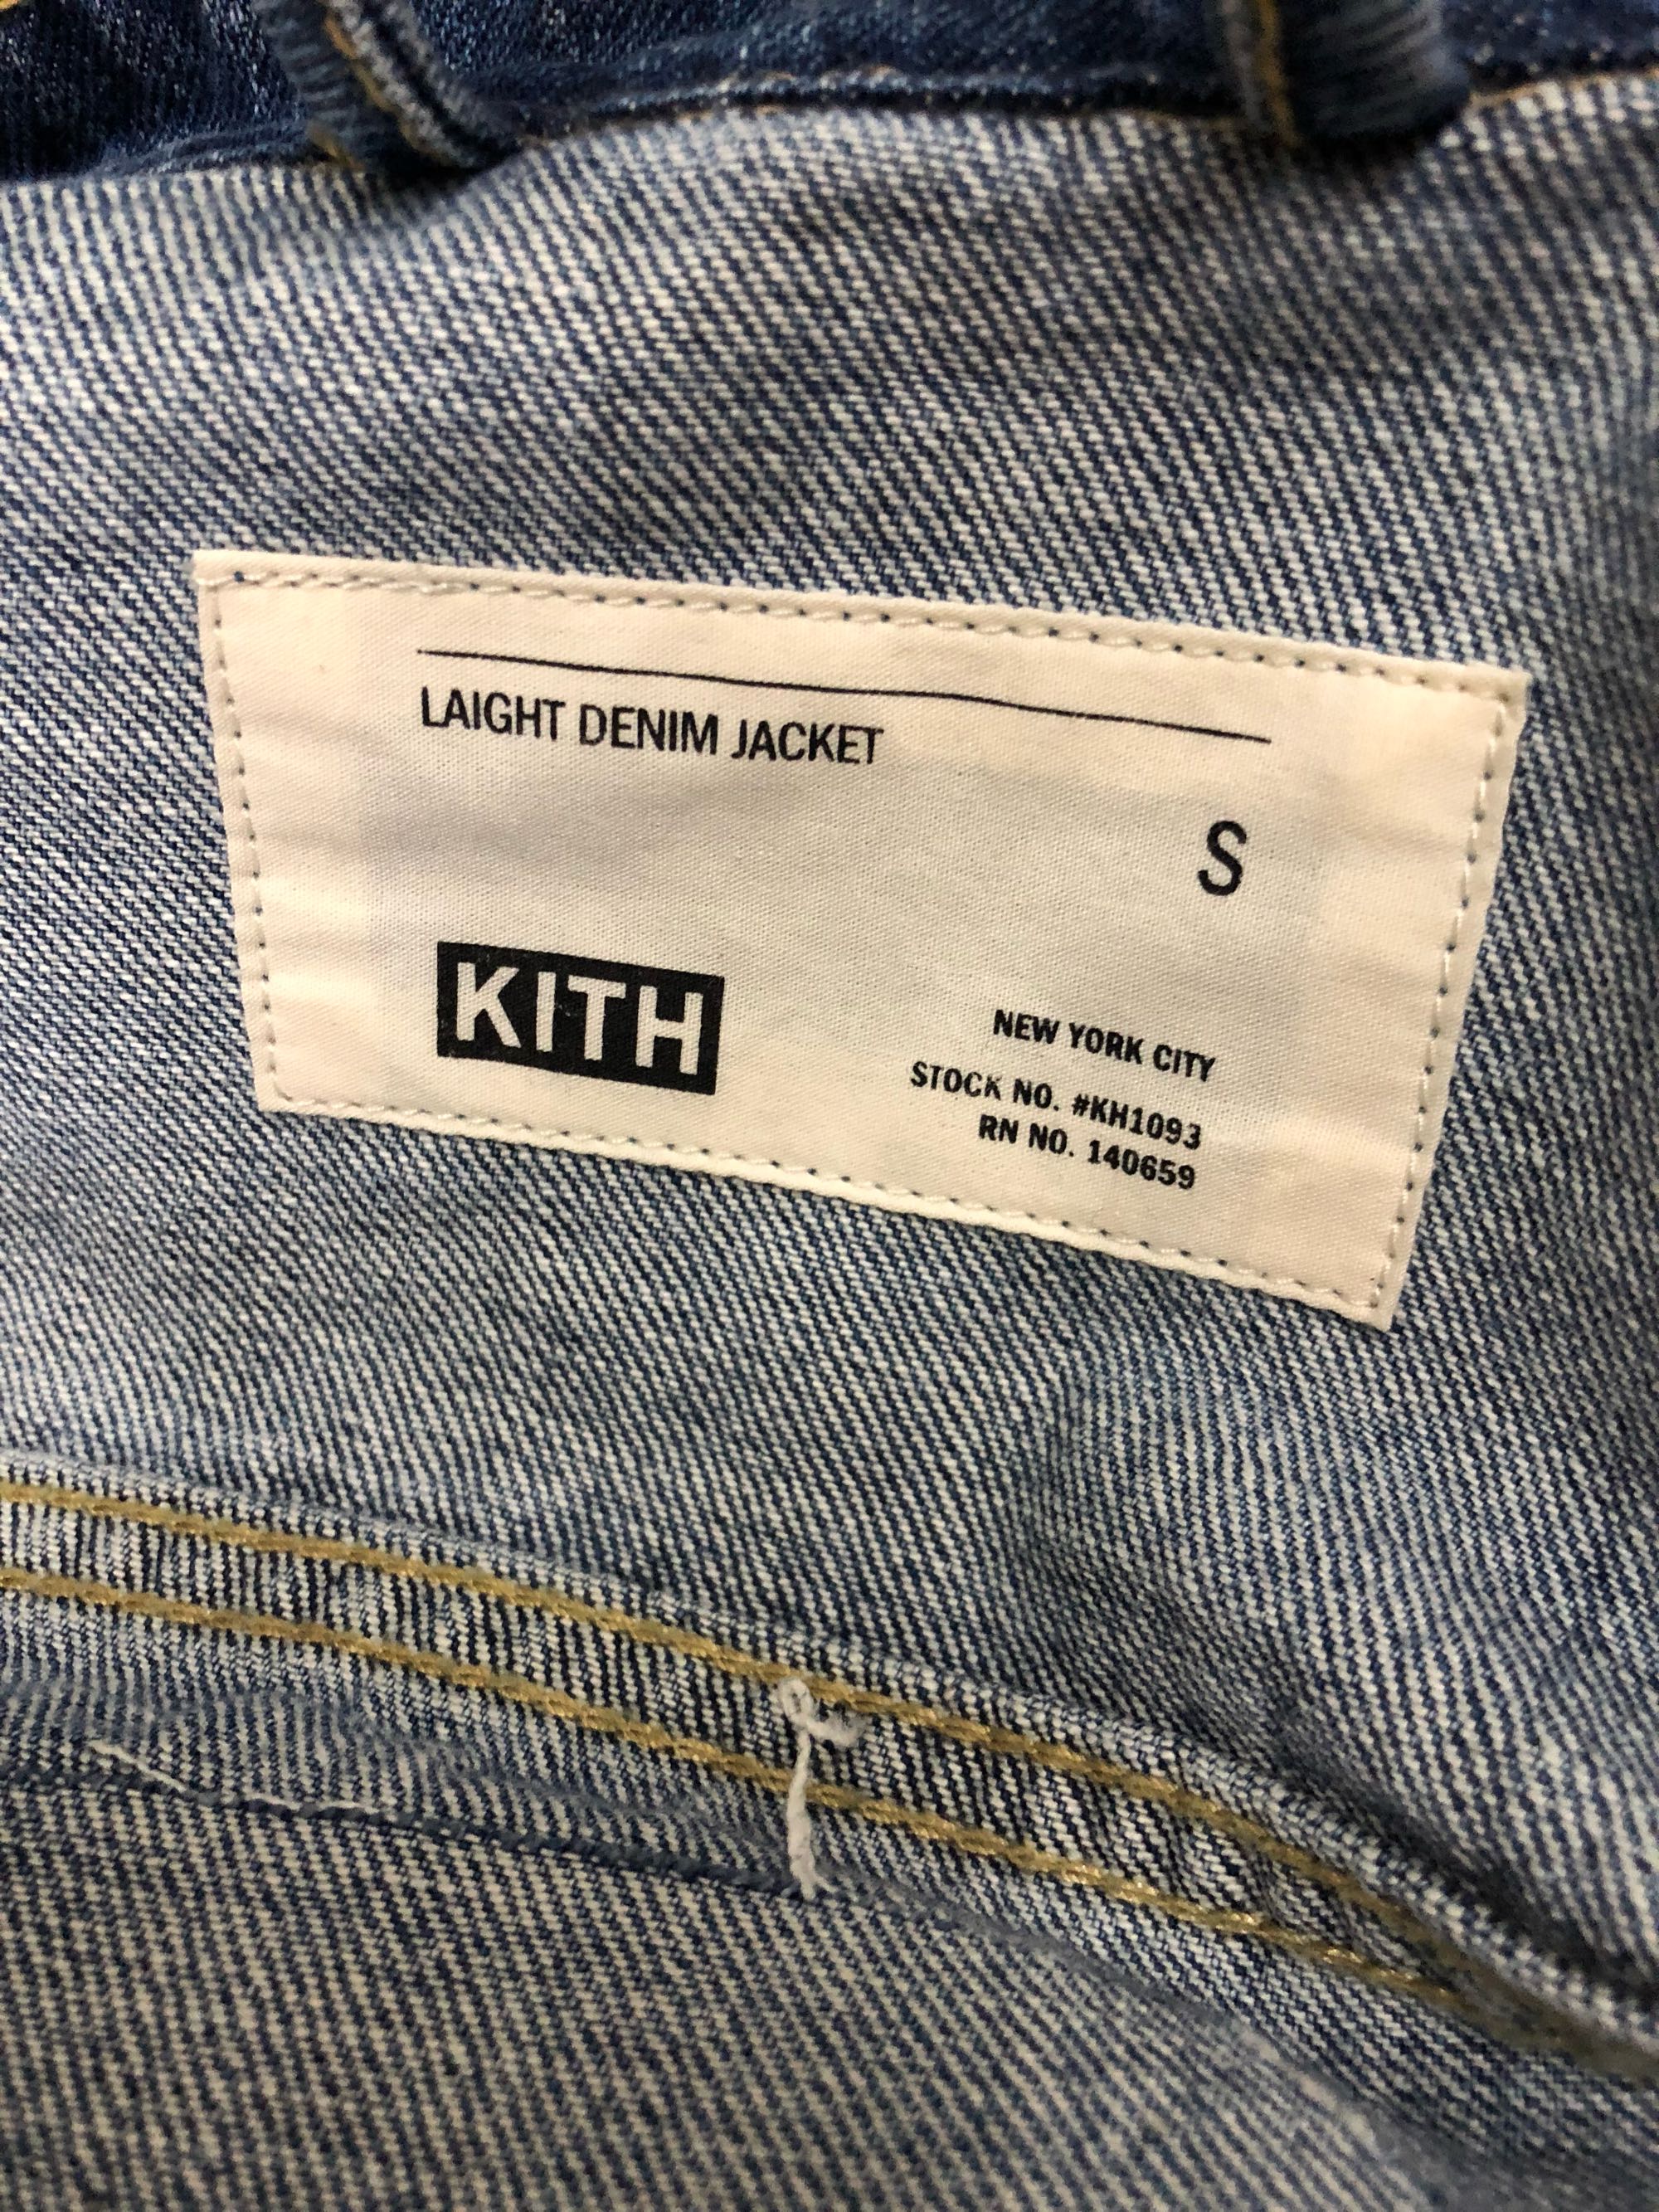 LAIGHT DENIM JACKET
S
KITH
NEW YORK CITY
STOCK NO. #KH1093
RN NO. 140659